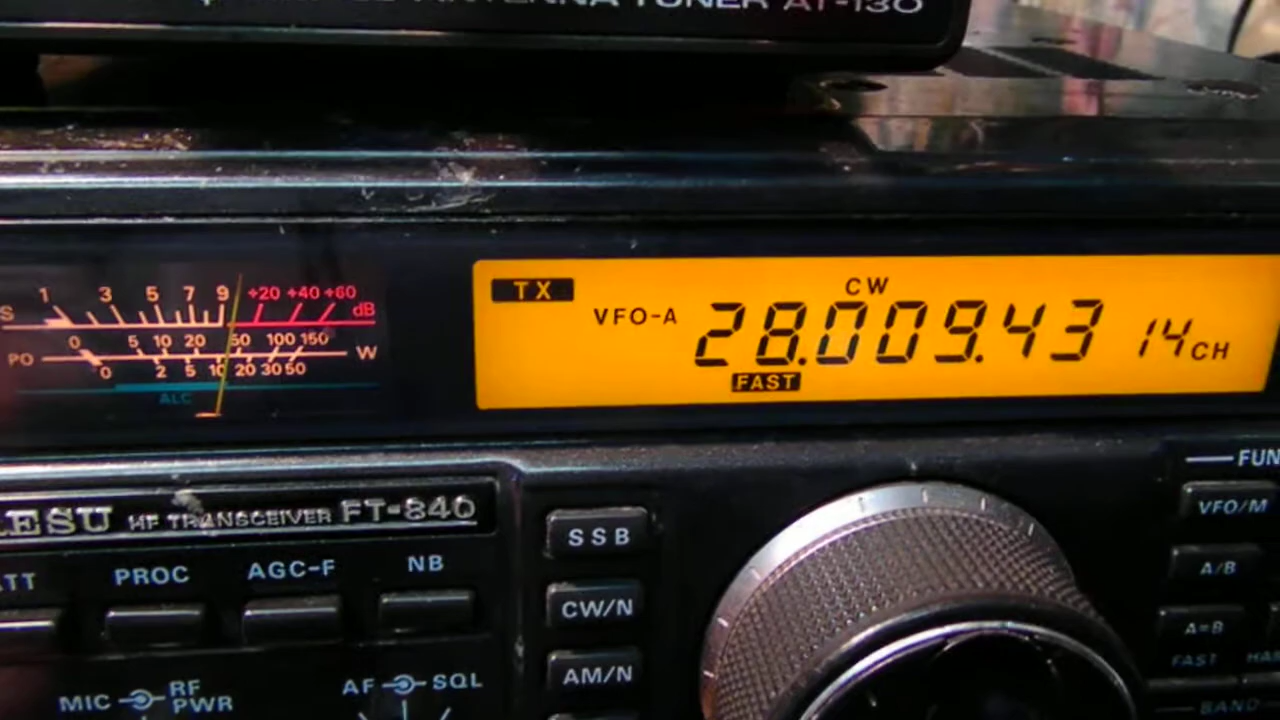 ANTENNA TUNER AT-130
S 1 3 5 7 9 +20 +40 +60 dB
PO 0 5 10 20 50 100 150 W
0 2 5 10 20 30 50
ALC
TX
CW
VFO-A 28.009.43 14 CH
FAST
FUN
ESU HF TRANSCEIVER FT-840
SSB
VFO/M
TT PROC AGC-F NB
CW/N
A/B
AM/N
A=B
FAST HAM
BAND
MIC RF PWR
AF SQL